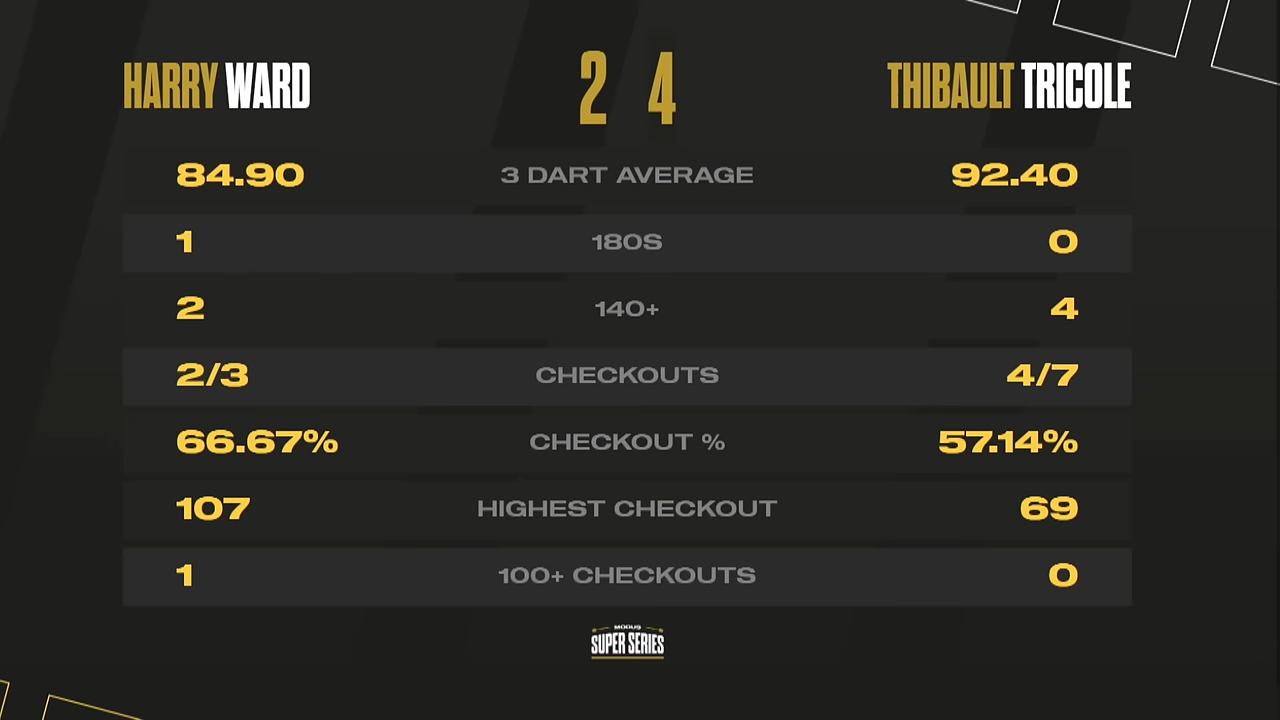 HARRY WARD 2 4 THIBAULT TRICOLE
84.90 3 DART AVERAGE 92.40
1 180S 0
2 140+ 4
2/3 CHECKOUTS 4/7
66.67% CHECKOUT % 57.14%
107 HIGHEST CHECKOUT 69
1 100+ CHECKOUTS 0
MODUS
SUPER SERIES